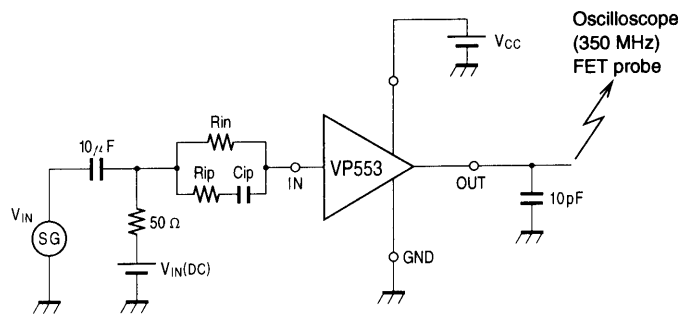 Oscilloscope
(350 MHz)
FET probe
VCC
10μF
Rin
Rip
Cip
IN
VP553
OUT
10pF
VIN
SG
50 Ω
VIN(DC)
GND